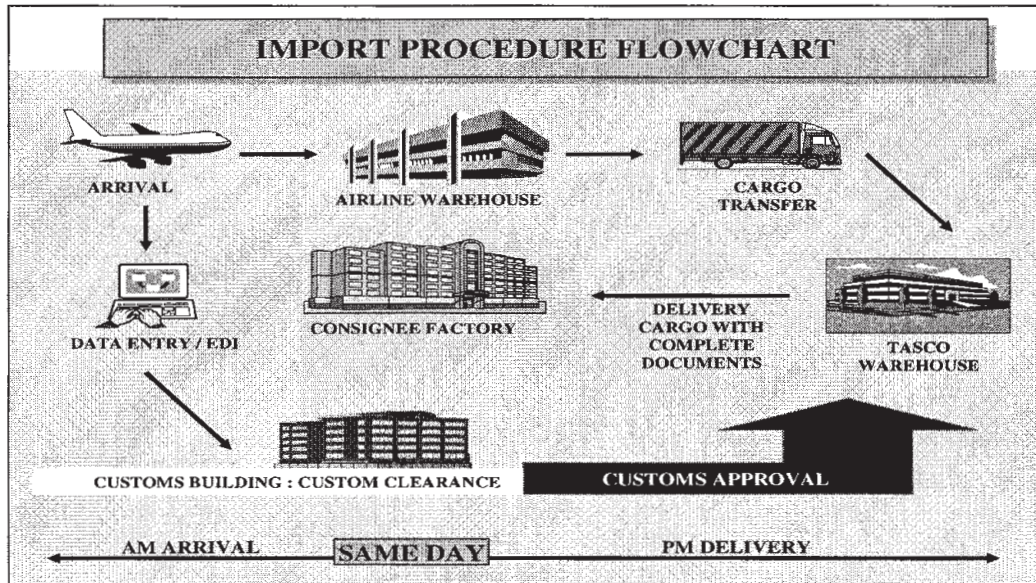 IMPORT PROCEDURE FLOWCHART
ARRIVAL
AIRLINE WAREHOUSE
CARGO
TRANSFER
DATA ENTRY / EDI
CONSIGNEE FACTORY
DELIVERY
CARGO WITH
COMPLETE
DOCUMENTS
TASCO
WAREHOUSE
CUSTOMS BUILDING : CUSTOM CLEARANCE
CUSTOMS APPROVAL
AM ARRIVAL
SAME DAY
PM DELIVERY